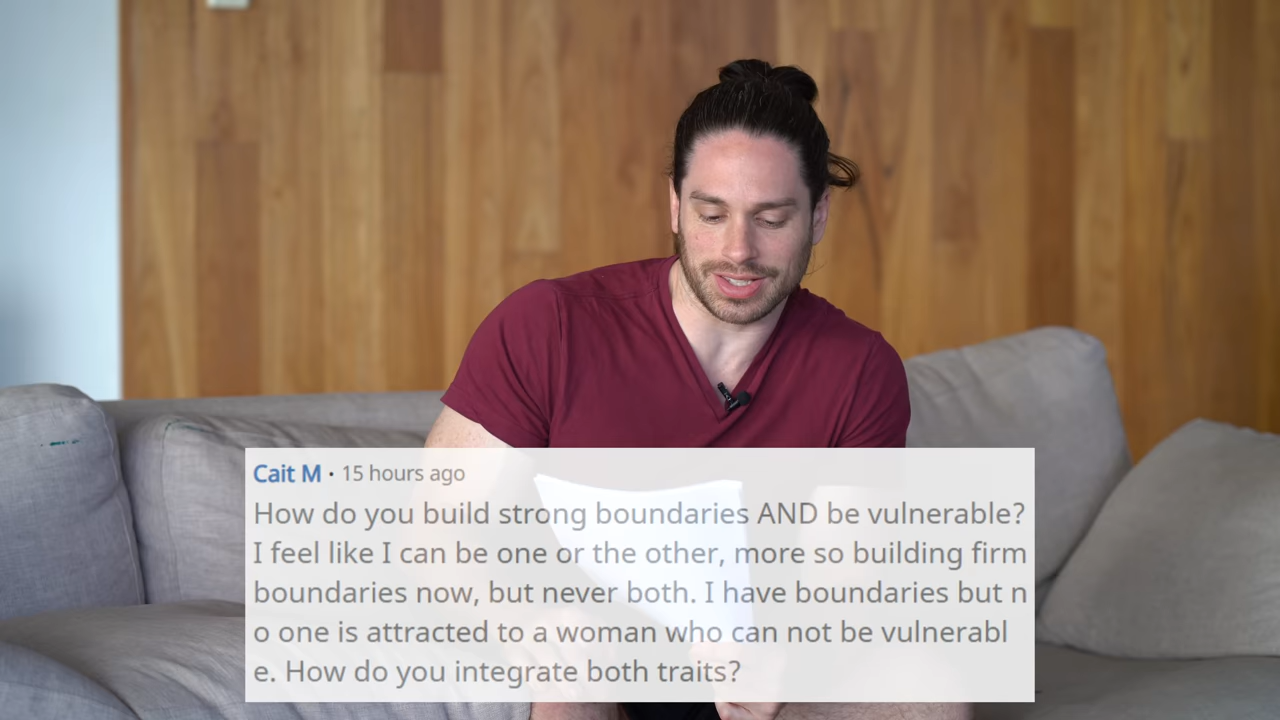 Cait M · 15 hours ago
How do you build strong boundaries AND be vulnerable?
I feel like I can be one or the other, more so building firm
boundaries now, but never both. I have boundaries but n
o one is attracted to a woman who can not be vulnerabl
e. How do you integrate both traits?